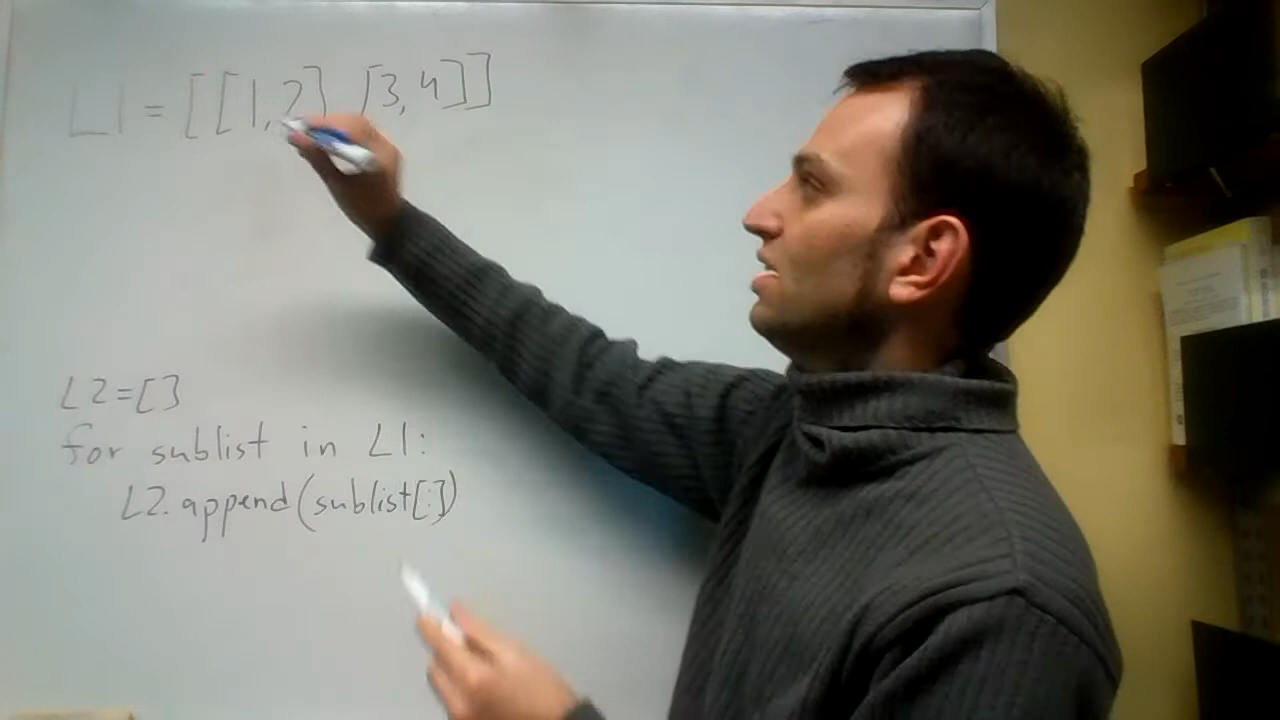 L1 = [[1,2] [3,4]]
L2=[]
for sublist in L1:
L2.append(sublist[:])